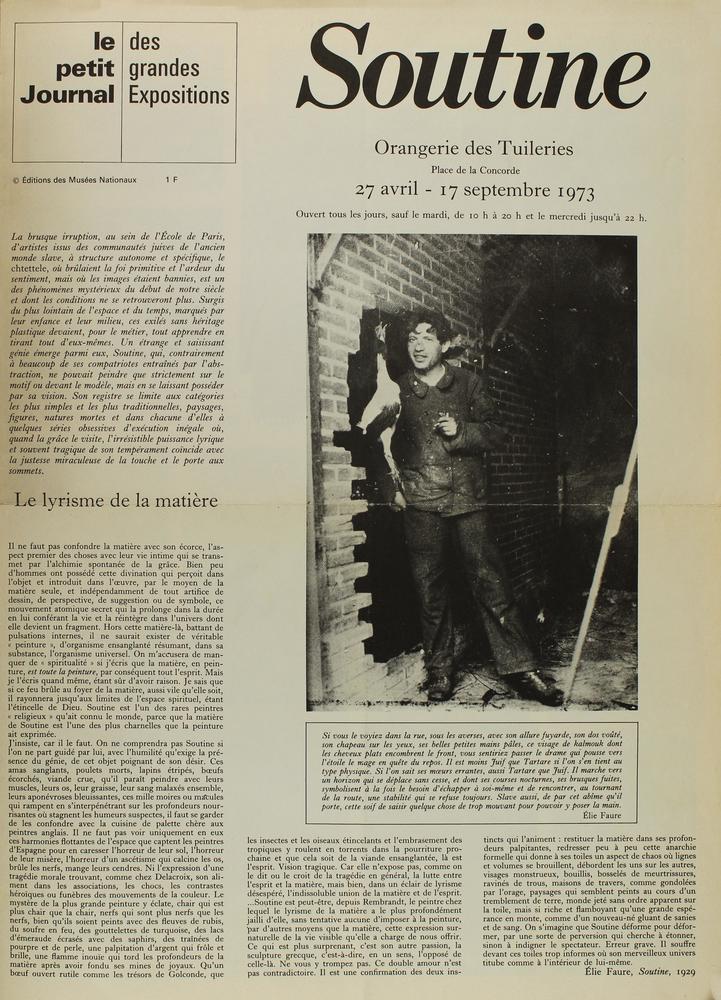 le
petit
Journal
des
grandes
Expositions
© Éditions des Musées Nationaux 1 F
Soutine
Orangerie des Tuileries
Place de la Concorde
27 avril - 17 septembre 1973
Ouvert tous les jours, sauf le mardi, de 10 h à 20 h et le mercredi jusqu'à 22 h.
La brusque irruption, au sein de l'École de Paris,
d'artistes issus des communautés juives de l'ancien
monde slave, à structure autonome et spécifique, le
chtettele, où brûlaient la foi primitive et l'ardeur du
sentiment, mais où les images étaient bannies, est un
des phénomènes mystérieux du début de notre siècle
et dont les conditions ne se retrouveront plus. Surgis
du plus lointain de l'espace et du temps, marqués par
leur enfance et leur milieu, ces exilés sans héritage
plastique devaient, pour le métier, tout apprendre en
tirant tout d'eux-mêmes. Un étrange et saisissant
génie émerge parmi eux, Soutine, qui, contrairement
à beaucoup de ses compatriotes entraînés par l'abs-
traction, ne pouvait peindre que strictement sur le
motif ou devant le modèle, mais en se laissant posséder
par sa vision. Son registre se limite aux catégories
les plus simples et les plus traditionnelles, paysages,
figures, natures mortes et dans chacune d'elles à
quelques séries obsessives d'exécution inégale où,
quand la grâce le visite, l'irrésistible puissance lyrique
et souvent tragique de son tempérament coïncide avec
la justesse miraculeuse de la touche et le porte aux
sommets.
Le lyrisme de la matière
Il ne faut pas confondre la matière avec son écorce, l'as-
pect premier des choses avec leur vie intime qui se trans-
met par l'alchimie spontanée de la grâce. Bien peu
d'hommes ont possédé cette divination qui perçoit dans
l'objet et introduit dans l'œuvre, par le moyen de la
matière seule, et indépendamment de tout artifice de
dessin, de perspective, de suggestion ou de symbole, ce
mouvement atomique secret qui la prolonge dans la durée
en lui conférant la vie et la réintègre dans l'univers dont
elle devient un fragment. Hors cette matière-là, battant de
pulsations internes, il ne saurait exister de véritable
« peinture », d'organisme ensanglanté résumant, dans sa
substance, l'organisme universel. On m'accusera de man-
quer de « spiritualité » si j'écris que la matière, en pein-
ture, est toute la peinture, par conséquent tout l'esprit. Mais
je l'écris quand même, étant sûr d'avoir raison. Je sais que
si ce feu brûle au foyer de la matière, aussi vile qu'elle soit,
il rayonnera jusqu'aux limites de l'espace spirituel, étant
l'étincelle de Dieu. Soutine est l'un des rares peintres
« religieux » qu'ait connu le monde, parce que la matière
de Soutine est l'une des plus charnelles que la peinture
ait exprimée.
J'insiste, car il le faut. On ne comprendra pas Soutine si
l'on ne part guidé par lui, avec l'humilité qu'exige la pré-
sence du génie, de cet objet poignant de son désir. Ces
amas sanglants, poulets morts, lapins étripés, bœufs
écorchés, viande crue, qu'il paraît peindre avec leurs
muscles, leurs os, leur graisse, leur sang malaxés ensemble,
leurs aponévroses bleuissantes, ces mille moires ou macules
qui rampent en s'interpénétrant sur les profondeurs nour-
risantes où stagnent les humeurs suspectes, il faut se garder
de les confondre avec la cuisine de palette chère aux
peintres anglais. Il ne faut pas voir uniquement en eux
ces harmonies flottantes de l'espace que captent les peintres
d'Espagne pour en caresser l'horreur de leur sol, l'horreur
de leur misère, l'horreur d'un ascétisme qui calcine les os,
brûle les nerfs, mange leurs cendres. Ni l'expression d'une
tragédie morale trouvant, comme chez Delacroix, son ali-
ment dans les associations, les chocs, les contrastes
héroïques ou funèbres des mouvements de la couleur. Le
mystère de la plus grande peinture y éclate, chair qui est
plus chair que la chair, nerfs qui sont plus nerfs que les
nerfs, bien qu'ils soient peints avec des fleuves de rubis,
du soufre en feu, des gouttelettes de turquoise, des lacs
d'émeraude écrasés avec des saphirs, des traînées de
pourpre et de perle, une palpitation d'argent qui frôle et
brille, une flamme inouïe qui tord les profondeurs de la
matière après avoir fondu ses mines de joyaux. Qu'un
bœuf ouvert rutile comme les trésors de Golconde, que
Si vous le voyiez dans la rue, sous les averses, avec son allure fuyarde, son dos voûté,
son chapeau sur les yeux, ses belles petites mains pâles, ce visage de kalmouk dont
les cheveux plats encombrent le front, vous sentiriez passer le drame qui pousse vers
l'étoile le mage en quête du repos. Il est moins Juif que Tartare si l'on s'en tient au
type physique. Si l'on sait ses mœurs errantes, aussi Tartare que Juif. Il marche vers
un horizon qui se déplace sans cesse, et dont ses courses nocturnes, ses brusques fuites,
symbolisent à la fois le besoin d'échapper à soi-même et de rencontrer, au tournant
de la route, une stabilité qui se refuse toujours. Slave aussi, de par cet abîme qu'il
porte, cette soif de saisir quelque chose de trop mouvant pour pouvoir y poser la main.
Élie Faure
les insectes et les oiseaux étincelants et l'embrasement des
tropiques y roulent en torrents dans la pourriture pro-
chaine et que cela soit de la viande ensanglantée, là est
l'esprit. Vision tragique. Car elle n'expose pas, comme on
le dit ou le croit de la tragédie en général, la lutte entre
l'esprit et la matière, mais bien, dans un éclair de lyrisme
désespéré, l'indissoluble union de la matière et de l'esprit.
...Soutine est peut-être, depuis Rembrandt, le peintre chez
lequel le lyrisme de la matière a le plus profondément
jailli d'elle, sans tentative aucune d'imposer à la peinture,
par d'autres moyens que la matière, cette expression sur-
naturelle de la vie visible qu'elle a charge de nous offrir.
Ce qui est plus surprenant, c'est son autre passion, la
sculpture grecque, c'est-à-dire, en un sens, l'opposé de
celle-là. Ne vous y trompez pas. Ce double amour n'est
pas contradictoire. Il est une confirmation des deux ins-
tincts qui l'animent : restituer la matière dans ses profon-
deurs palpitantes, redresser peu à peu cette anarchie
formelle qui donne à ses toiles un aspect de chaos où lignes
et volumes se brouillent, débordent les uns sur les autres,
visages monstrueux, bouillis, bosselés de meurtrissures,
ravinés de trous, maisons de travers, comme gondolées
par l'orage, paysages qui semblent peints au cours d'un
tremblement de terre, monde jeté sans ordre apparent sur
la toile, mais si riche et flamboyant qu'une grande espé-
rance en monte, comme d'un nouveau-né gluant de sanies
et de sang. On s'imagine que Soutine déforme pour défor-
mer, par une sorte de perversion qui cherche à étonner,
sinon à indigner le spectateur. Erreur grave. Il souffre
devant ces toiles trop informes où son merveilleux univers
titube comme à l'intérieur de lui-même.
Élie Faure, Soutine, 1929